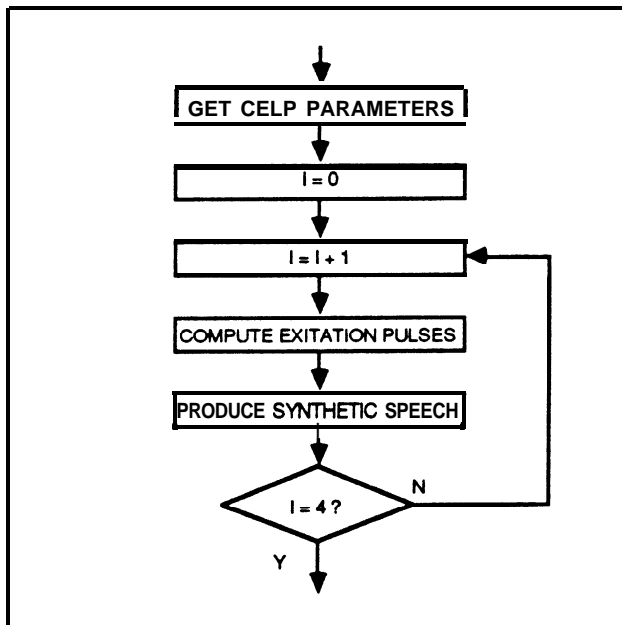 GET CELP PARAMETERS
I = 0
I = I + 1
COMPUTE EXITATION PULSES
PRODUCE SYNTHETIC SPEECH
I = 4 ?
N
Y